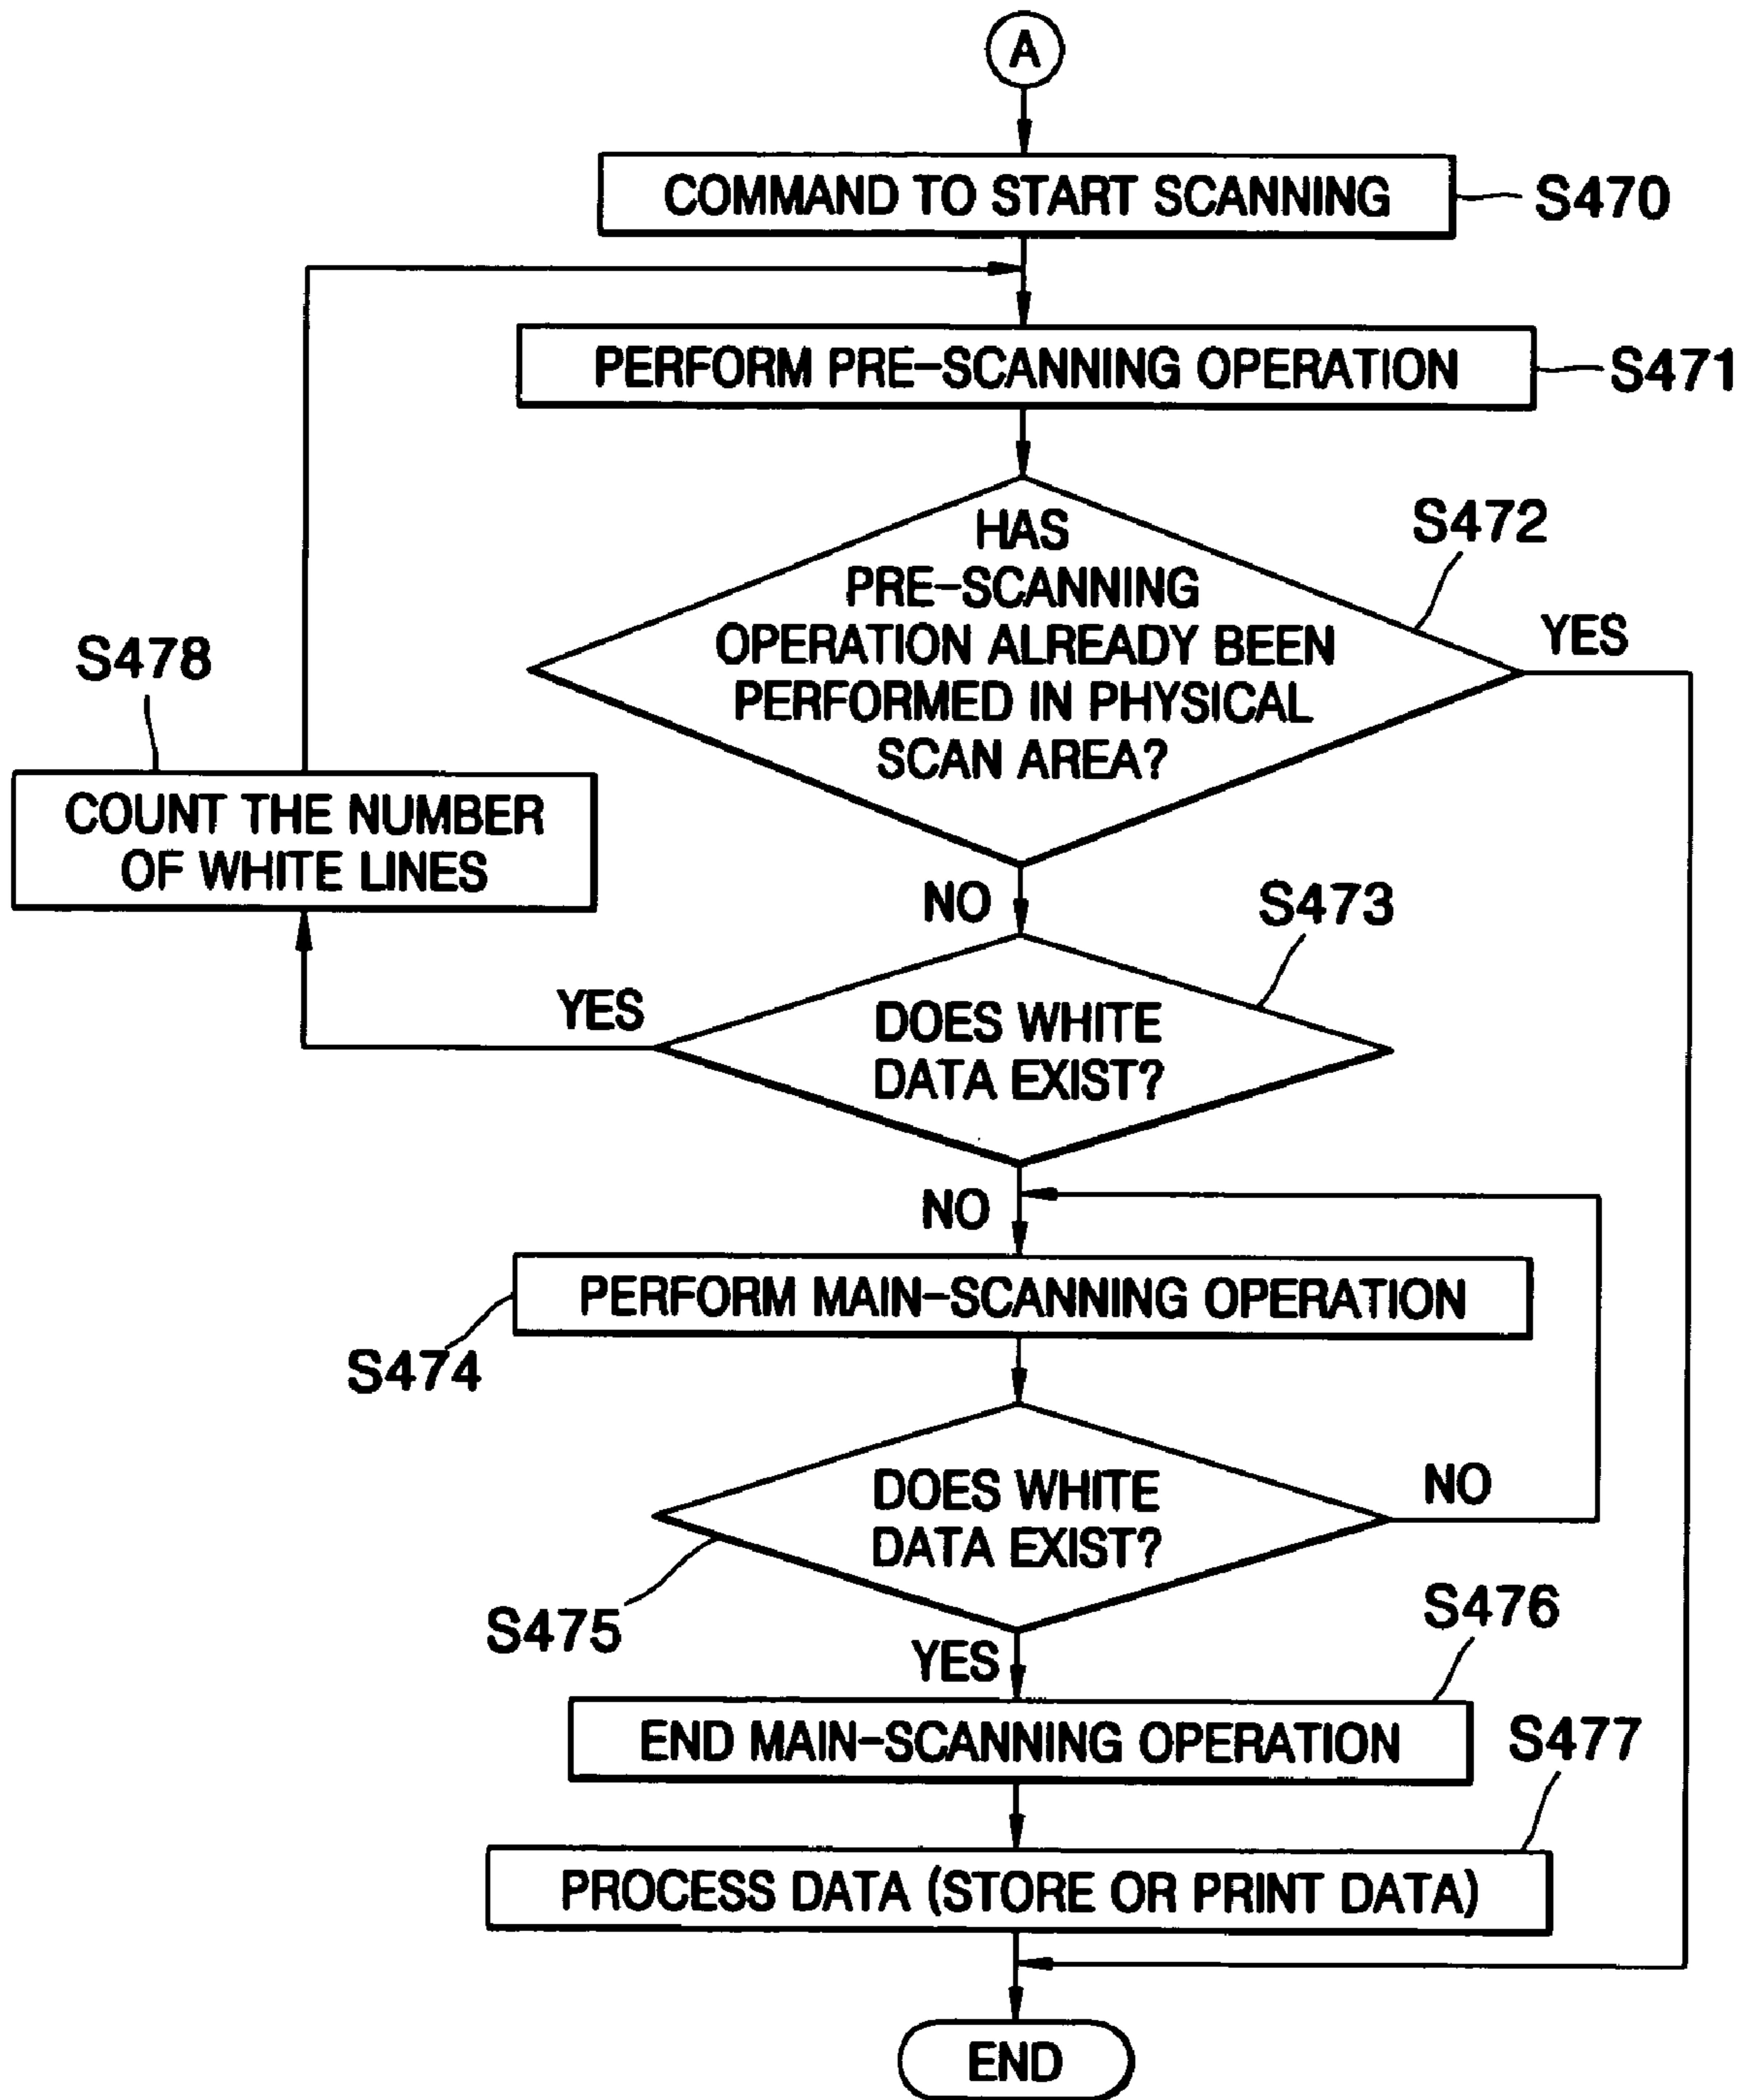 A
COMMAND TO START SCANNING
S470
PERFORM PRE-SCANNING OPERATION
S471
HAS
PRE-SCANNING
OPERATION ALREADY BEEN
PERFORMED IN PHYSICAL
SCAN AREA?
S472
YES
S478
COUNT THE NUMBER
OF WHITE LINES
NO
S473
YES
DOES WHITE
DATA EXIST?
NO
PERFORM MAIN-SCANNING OPERATION
S474
DOES WHITE
DATA EXIST?
NO
S475
YES
S476
END MAIN-SCANNING OPERATION
S477
PROCESS DATA (STORE OR PRINT DATA)
END